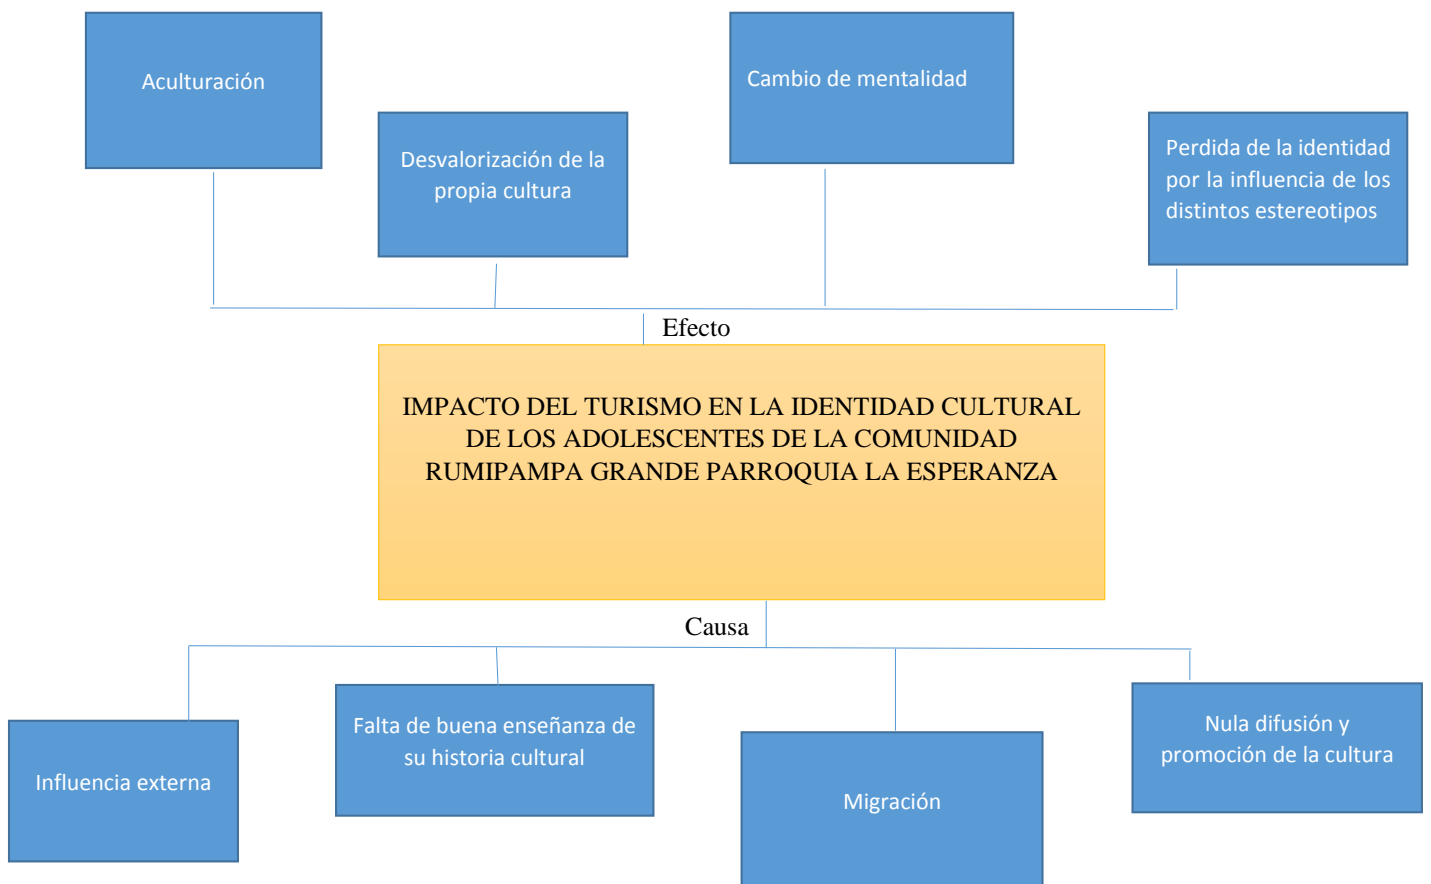 Aculturación
Cambio de mentalidad
Desvalorización de la
propia cultura
Perdida de la identidad
por la influencia de los
distintos estereotipos
Efecto
IMPACTO DEL TURISMO EN LA IDENTIDAD CULTURAL
DE LOS ADOLESCENTES DE LA COMUNIDAD
RUMIPAMPA GRANDE PARROQUIA LA ESPERANZA
Causa
Influencia externa
Falta de buena enseñanza de
su historia cultural
Migración
Nula difusión y
promoción de la cultura